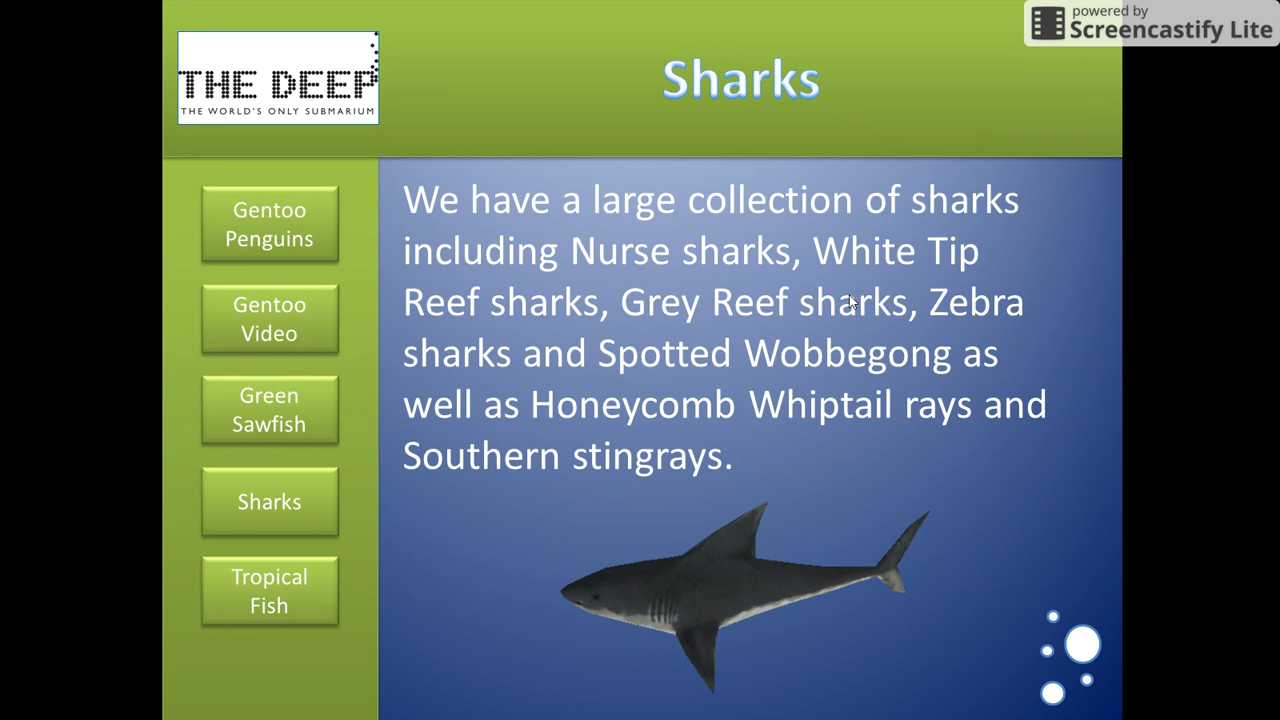 powered by
Screencastify Lite
THE DEEP
THE WORLD'S ONLY SUBMARIUM
Sharks
Gentoo
Penguins
Gentoo
Video
Green
Sawfish
Sharks
Tropical
Fish
We have a large collection of sharks
including Nurse sharks, White Tip
Reef sharks, Grey Reef sharks, Zebra
sharks and Spotted Wobbegong as
well as Honeycomb Whiptail rays and
Southern stingrays.